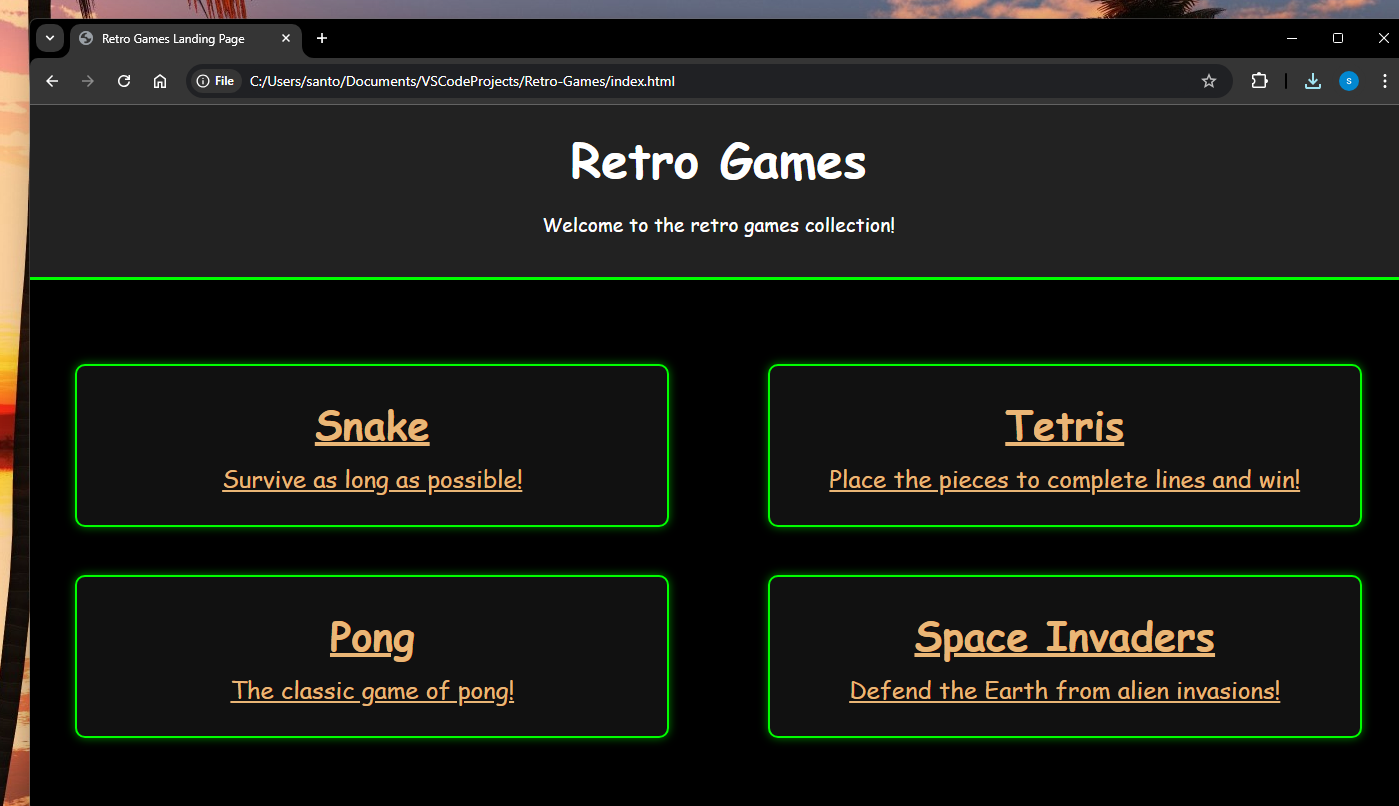 Retro Games Landing Page
File C:/Users/santo/Documents/VSCodeProjects/Retro-Games/index.html
s
Retro Games
Welcome to the retro games collection!
Snake
Survive as long as possible!
Tetris
Place the pieces to complete lines and win!
Pong
The classic game of pong!
Space Invaders
Defend the Earth from alien invasions!